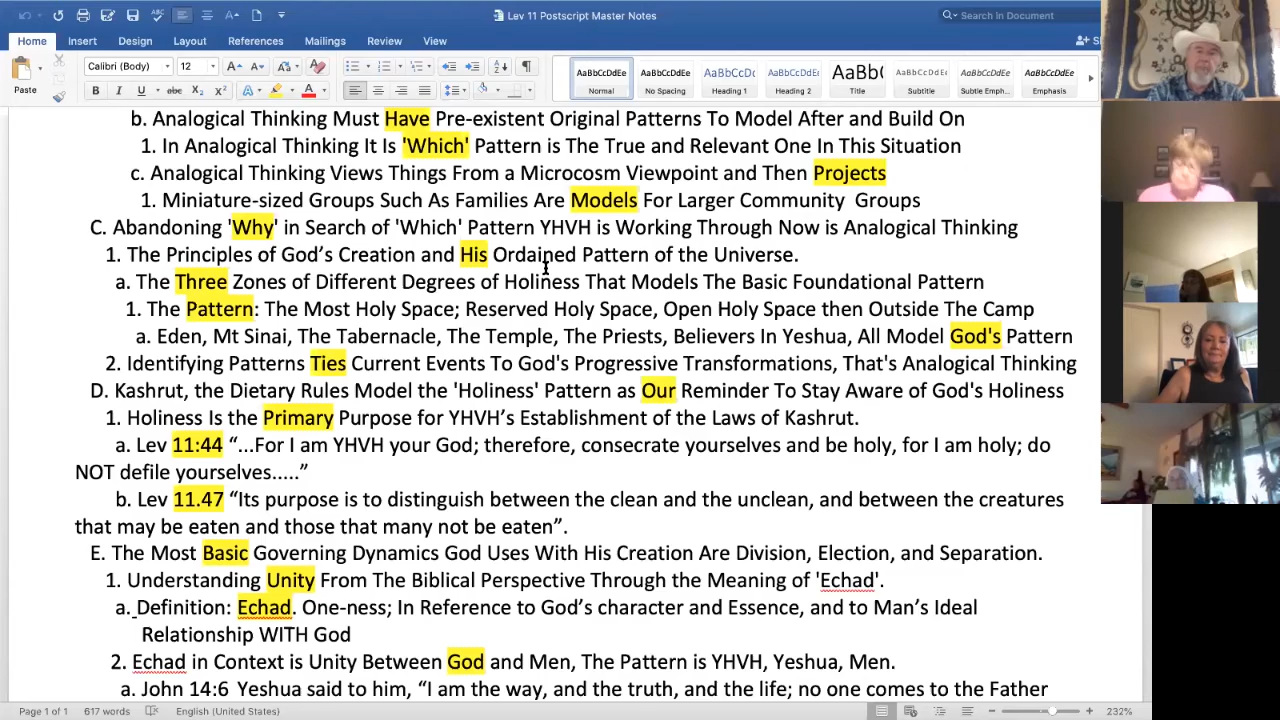 Lev 11 Postscript Master Notes
Search in Document
Home Insert Design Layout References Mailings Review View
Paste
Calibri (Body) 12
AaBbCcDdEe AaBbCcDdEe AaBbCcDc AaBbCcDdE AaBbC AaBbCcDdE AaBbCcDdEe AaBbCcDdEe
Normal No Spacing Heading 1 Heading 2 Title Subtitle Subtle Emph... Emphasis
b. Analogical Thinking Must Have Pre-existent Original Patterns To Model After and Build On
1. In Analogical Thinking It Is 'Which' Pattern is The True and Relevant One In This Situation
c. Analogical Thinking Views Things From a Microcosm Viewpoint and Then Projects
1. Miniature-sized Groups Such As Families Are Models For Larger Community Groups
C. Abandoning 'Why' in Search of 'Which' Pattern YHVH is Working Through Now is Analogical Thinking
1. The Principles of God’s Creation and His Ordained Pattern of the Universe.
a. The Three Zones of Different Degrees of Holiness That Models The Basic Foundational Pattern
1. The Pattern: The Most Holy Space; Reserved Holy Space, Open Holy Space then Outside The Camp
a. Eden, Mt Sinai, The Tabernacle, The Temple, The Priests, Believers In Yeshua, All Model God's Pattern
2. Identifying Patterns Ties Current Events To God's Progressive Transformations, That's Analogical Thinking
D. Kashrut, the Dietary Rules Model the 'Holiness' Pattern as Our Reminder To Stay Aware of God's Holiness
1. Holiness Is the Primary Purpose for YHVH’s Establishment of the Laws of Kashrut.
a. Lev 11:44 “...For I am YHVH your God; therefore, consecrate yourselves and be holy, for I am holy; do
NOT defile yourselves.....”
b. Lev 11.47 “Its purpose is to distinguish between the clean and the unclean, and between the creatures
that may be eaten and those that many not be eaten”.
E. The Most Basic Governing Dynamics God Uses With His Creation Are Division, Election, and Separation.
1. Understanding Unity From The Biblical Perspective Through the Meaning of 'Echad'.
a. Definition: Echad. One-ness; In Reference to God’s character and Essence, and to Man’s Ideal
Relationship WITH God
2. Echad in Context is Unity Between God and Men, The Pattern is YHVH, Yeshua, Men.
a. John 14:6 Yeshua said to him, “I am the way, and the truth, and the life; no one comes to the Father
Page 1 of 1 617 words English (United States) 232%